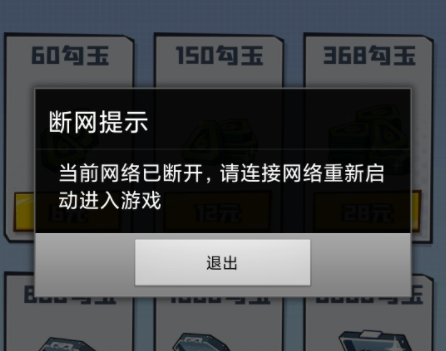 60勾玉
150勾玉
368勾玉
断网提示
当前网络已断开, 请连接网络重新启
动进入游戏
6元
12元
28元
退出